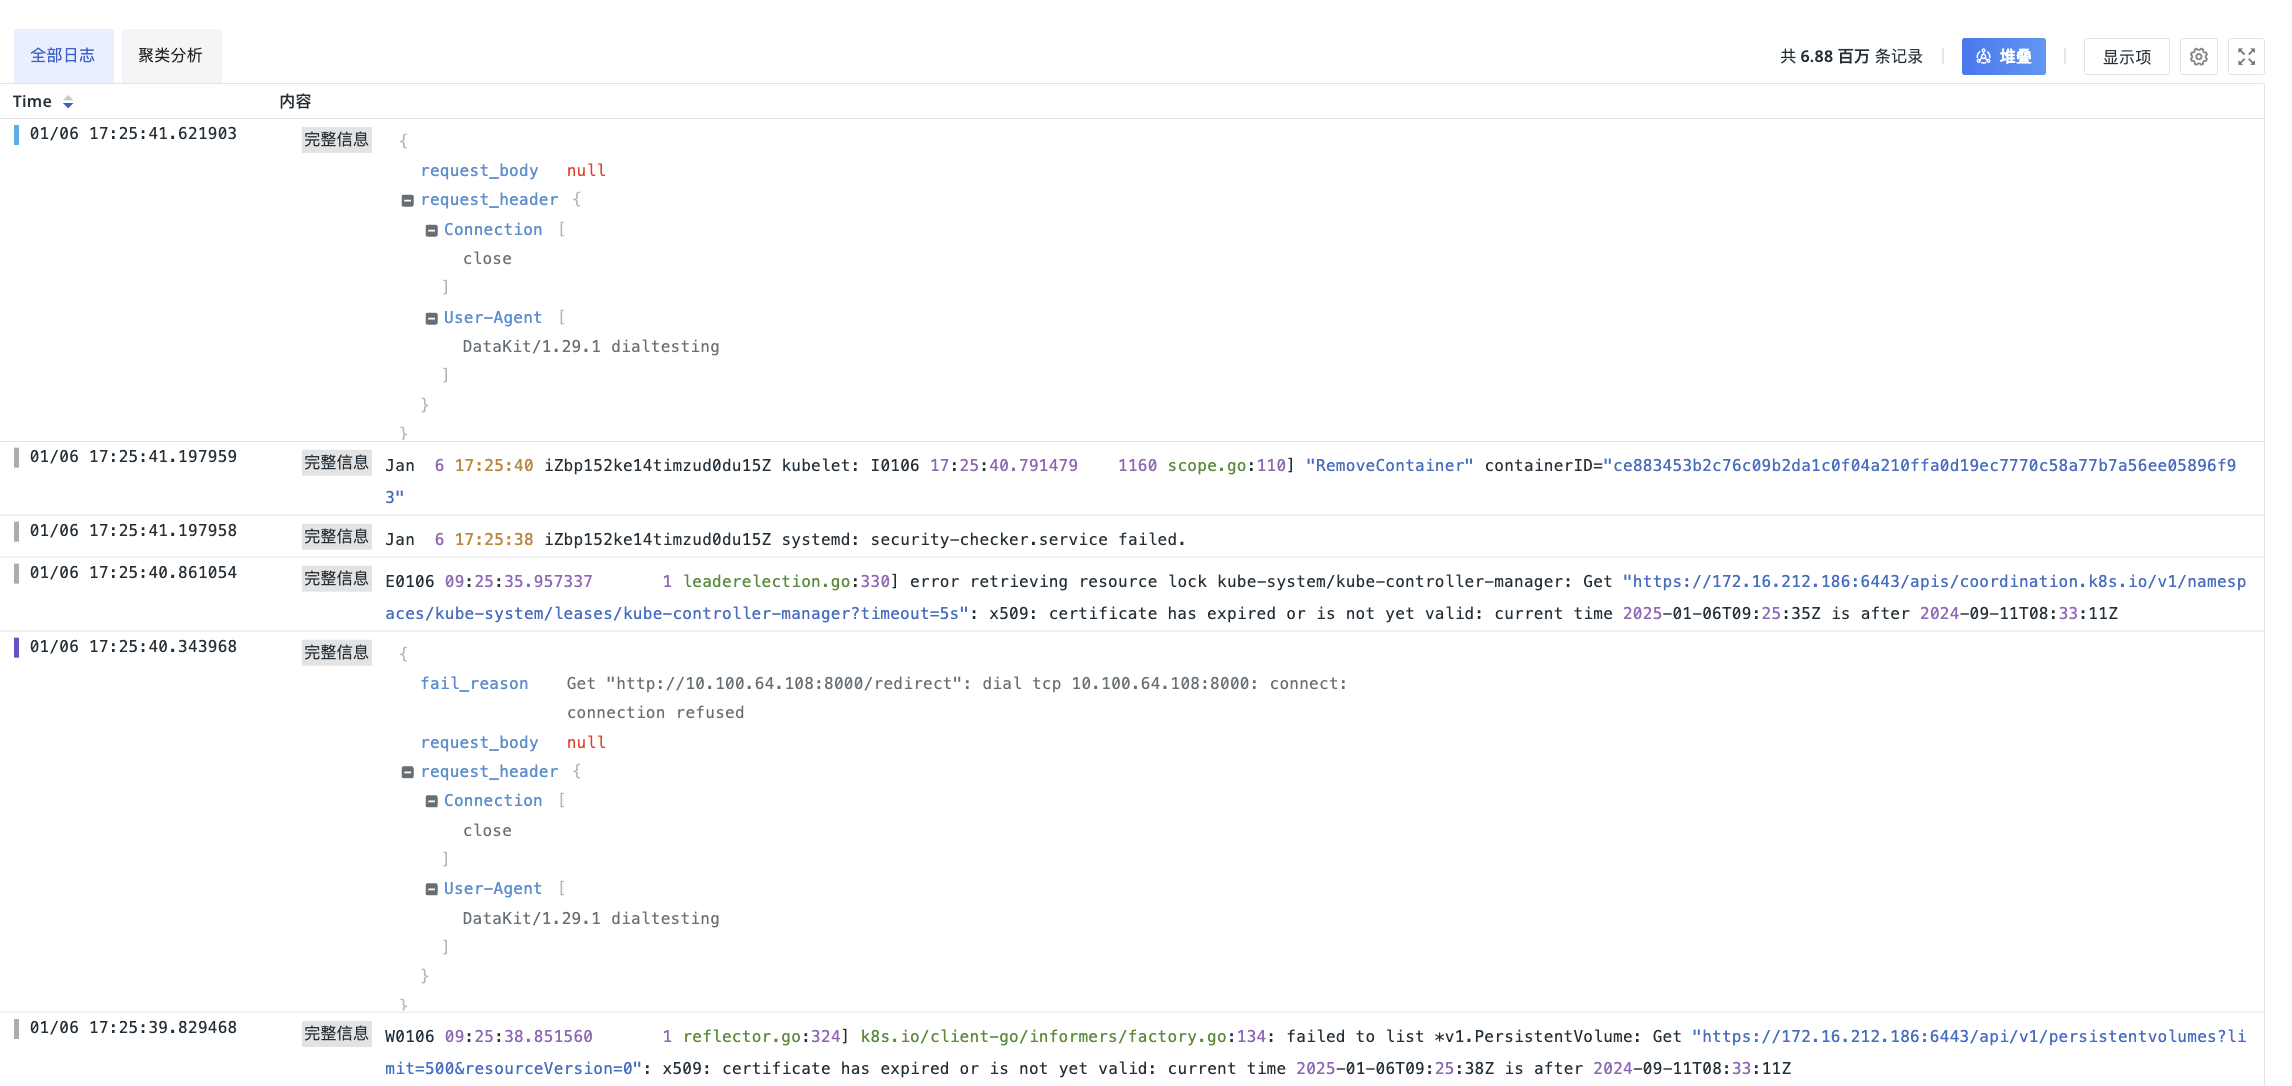 全部日志 聚类分析 共 6.88 百万 条记录 堆叠 显示项
Time 内容
01/06 17:25:41.621903 完整信息 {
request_body null
request_header {
Connection [
close
]
User-Agent [
DataKit/1.29.1 dialtesting
]
}
}
01/06 17:25:41.197959 完整信息 Jan  6 17:25:40 iZbp152ke14timzud0du15Z kubelet: I0106 17:25:40.791479    1160 scope.go:110] "RemoveContainer" containerID="ce883453b2c76c09b2da1c0f04a210ffa0d19ec7770c58a77b7a56ee05896f9
3"
01/06 17:25:41.197958 完整信息 Jan  6 17:25:38 iZbp152ke14timzud0du15Z systemd: security-checker.service failed.
01/06 17:25:40.861054 完整信息 E0106 09:25:35.957337       1 leaderelection.go:330] error retrieving resource lock kube-system/kube-controller-manager: Get "https://172.16.212.186:6443/apis/coordination.k8s.io/v1/namesp
aces/kube-system/leases/kube-controller-manager?timeout=5s": x509: certificate has expired or is not yet valid: current time 2025-01-06T09:25:35Z is after 2024-09-11T08:33:11Z
01/06 17:25:40.343968 完整信息 {
fail_reason Get "http://10.100.64.108:8000/redirect": dial tcp 10.100.64.108:8000: connect:
connection refused
request_body null
request_header {
Connection [
close
]
User-Agent [
DataKit/1.29.1 dialtesting
]
}
}
01/06 17:25:39.829468 完整信息 W0106 09:25:38.851560       1 reflector.go:324] k8s.io/client-go/informers/factory.go:134: failed to list *v1.PersistentVolume: Get "https://172.16.212.186:6443/api/v1/persistentvolumes?li
mit=500&resourceVersion=0": x509: certificate has expired or is not yet valid: current time 2025-01-06T09:25:38Z is after 2024-09-11T08:33:11Z